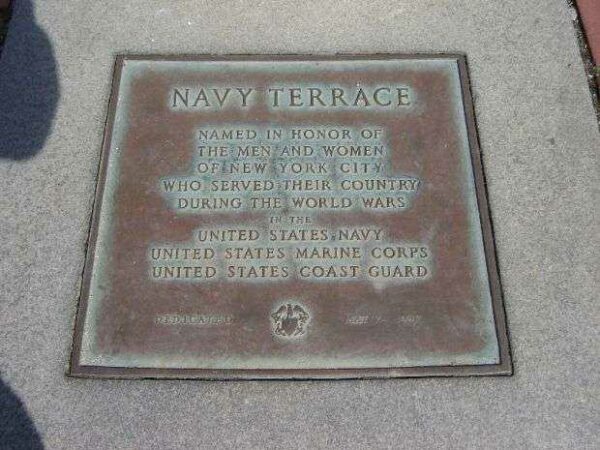 NAVY TERRACE
NAMED IN HONOR OF
THE MEN AND WOMEN
OF NEW YORK CITY
WHO SERVED THEIR COUNTRY
DURING THE WORLD WARS
IN THE
UNITED STATES NAVY
UNITED STATES MARINE CORPS
UNITED STATES COAST GUARD
DEDICATED